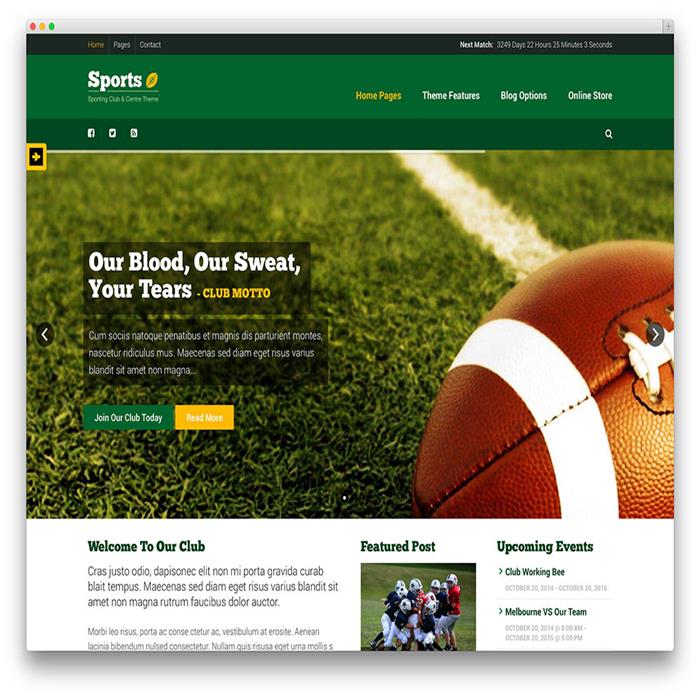 Home Pages Contact
Next Match: 3249 Days 22 Hours 25 Minutes 3 Seconds
Sports
Sporting Club & Centre Theme
Home Pages Theme Features Blog Options Online Store
Our Blood, Our Sweat,
Your Tears - CLUB MOTTO
Cum sociis natoque penatibus et magnis dis parturient montes,
nascetur ridiculus mus. Maecenas sed diam eget risus varius
blandit sit amet non magna...
Join Our Club Today Read More
Welcome To Our Club
Cras justo odio, dapisonec elit non mi porta gravida curab
blait tempus. Maecenas sed diam eget risus varius blandit sit
amet non magna rutrum faucibus dolor auctor.
Morbi leo risus, porta ac conse ctetur ac, vestibulum at erosite. Aenean
lacinia bibendum nulsed consectetur. Nullam quis risusa eget urna mollis s
Featured Post
Upcoming Events
Club Working Bee
OCTOBER 20, 2014 - OCTOBER 20, 2016
Melbourne VS Our Team
OCTOBER 20, 2014 @ 8:00 AM -
OCTOBER 20, 2015 @ 5:00 PM